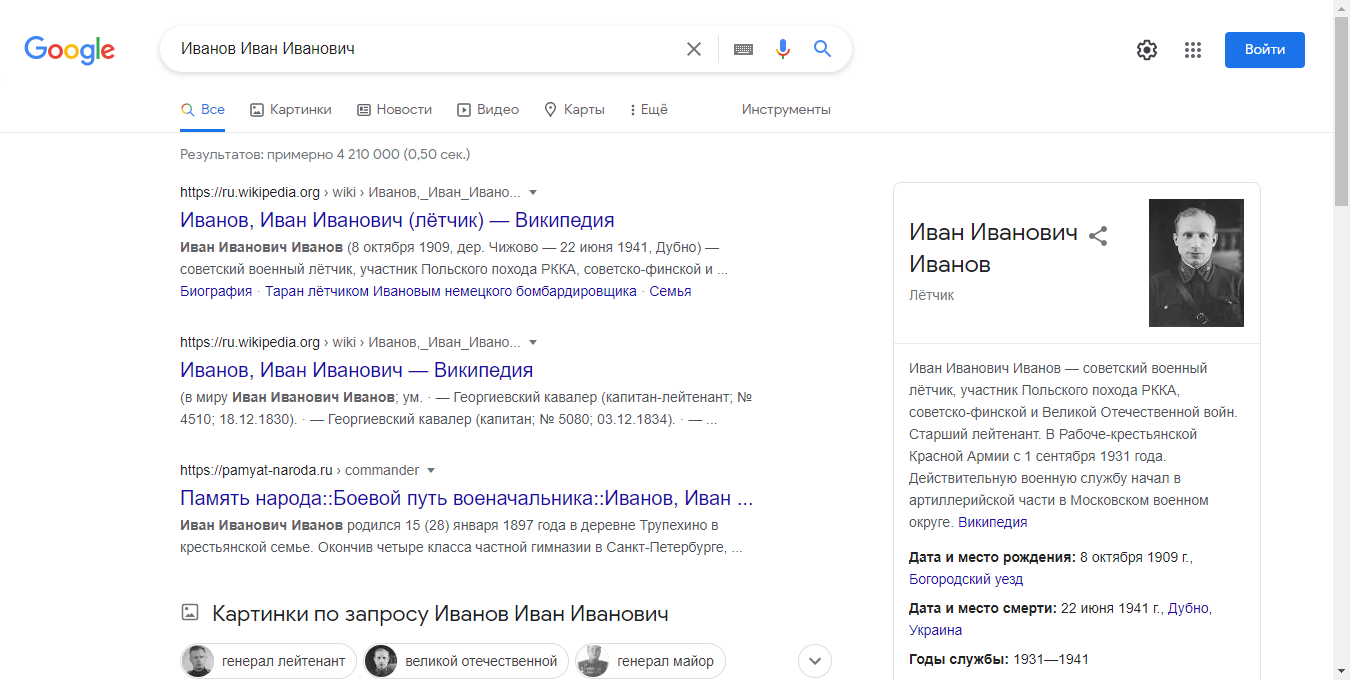 Google
Иванов Иван Иванович
Войти
Все
Картинки
Новости
Видео
Карты
Ещё
Инструменты
Результатов: примерно 4 210 000 (0,50 сек.)
https://ru.wikipedia.org › wiki › Иванов,_Иван_Ивано...
Иванов, Иван Иванович (лётчик) — Википедия
Иван Иванович Иванов (8 октября 1909, дер. Чижово — 22 июня 1941, Дубно) —
советский военный лётчик, участник Польского похода РККА, советско-финской и ...
Биография · Таран лётчиком Ивановым немецкого бомбардировщика · Семья
https://ru.wikipedia.org › wiki › Иванов,_Иван_Ивано...
Иванов, Иван Иванович — Википедия
(в миру Иван Иванович Иванов; ум. · — Георгиевский кавалер (капитан-лейтенант; №
4510; 18.12.1830). · — Георгиевский кавалер (капитан; № 5080; 03.12.1834). · — ...
https://pamyat-naroda.ru › commander
Память народа::Боевой путь военачальника::Иванов, Иван ...
Иван Иванович Иванов родился 15 (28) января 1897 года в деревне Трупехино в
крестьянской семье. Окончив четыре класса частной гимназии в Санкт-Петербурге, ...
Картинки по запросу Иванов Иван Иванович
генерал лейтенант
великой отечественной
генерал майор
Иван Иванович
Иванов
Лётчик
Иван Иванович Иванов — советский военный
лётчик, участник Польского похода РККА,
советско-финской и Великой Отечественной войн.
Старший лейтенант. В Рабоче-крестьянской
Красной Армии с 1 сентября 1931 года.
Действительную военную службу начал в
артиллерийской части в Московском военном
округе. Википедия
Дата и место рождения: 8 октября 1909 г.,
Богородский уезд
Дата и место смерти: 22 июня 1941 г., Дубно,
Украина
Годы службы: 1931—1941